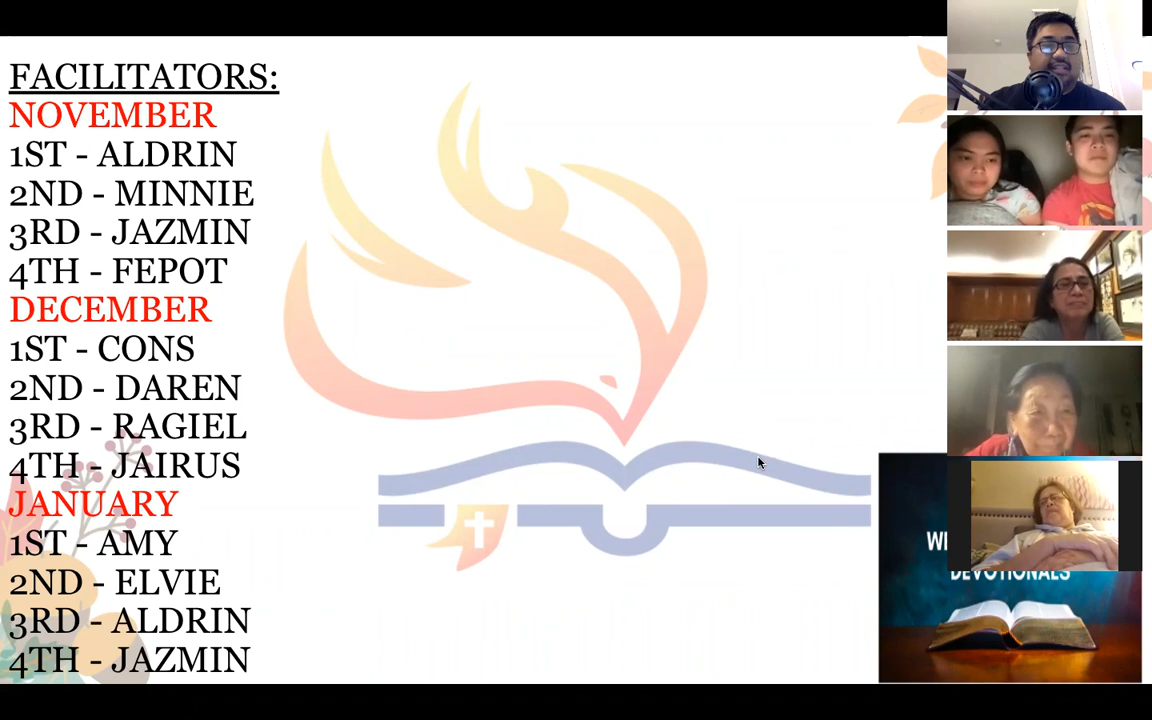 FACILITATORS:
NOVEMBER
1ST - ALDRIN
2ND - MINNIE
3RD - JAZMIN
4TH - FEPOT
DECEMBER
1ST - CONS
2ND - DAREN
3RD - RAGIEL
4TH - JAIRUS
JANUARY
1ST - AMY
2ND - ELVIE
3RD - ALDRIN
4TH - JAZMIN
DEVOTIONALS